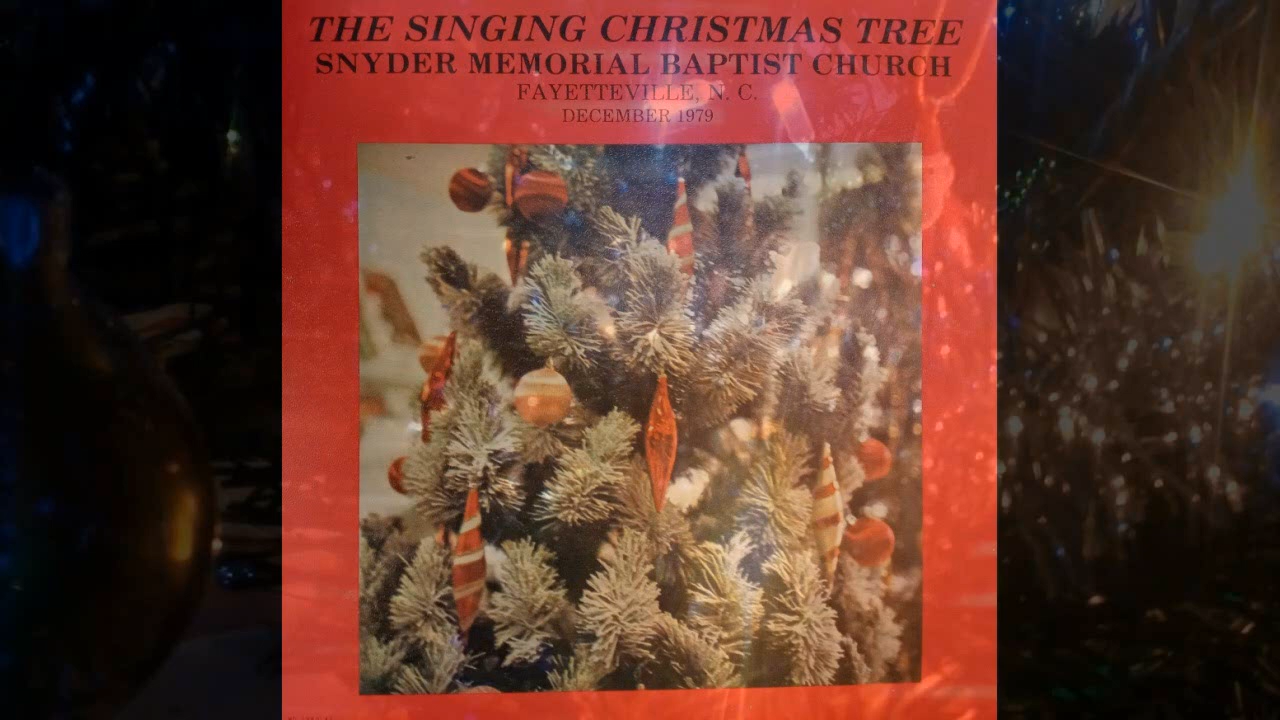 THE SINGING CHRISTMAS TREE
SNYDER MEMORIAL BAPTIST CHURCH
FAYETTEVILLE, N. C.
DECEMBER 1979